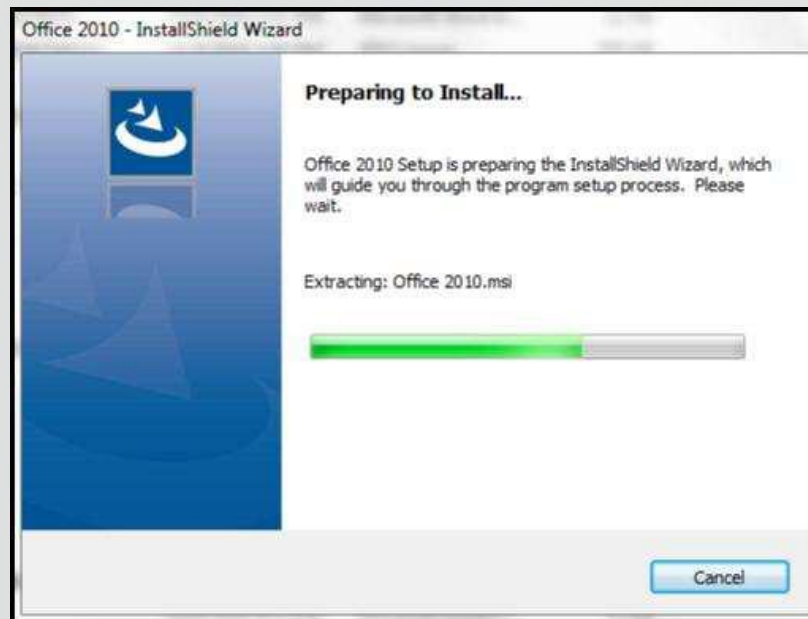 Office 2010 - InstallShield Wizard
Preparing to Install...
Office 2010 Setup is preparing the InstallShield Wizard, which
will guide you through the program setup process.  Please
wait.
Extracting: Office 2010.msi
Cancel